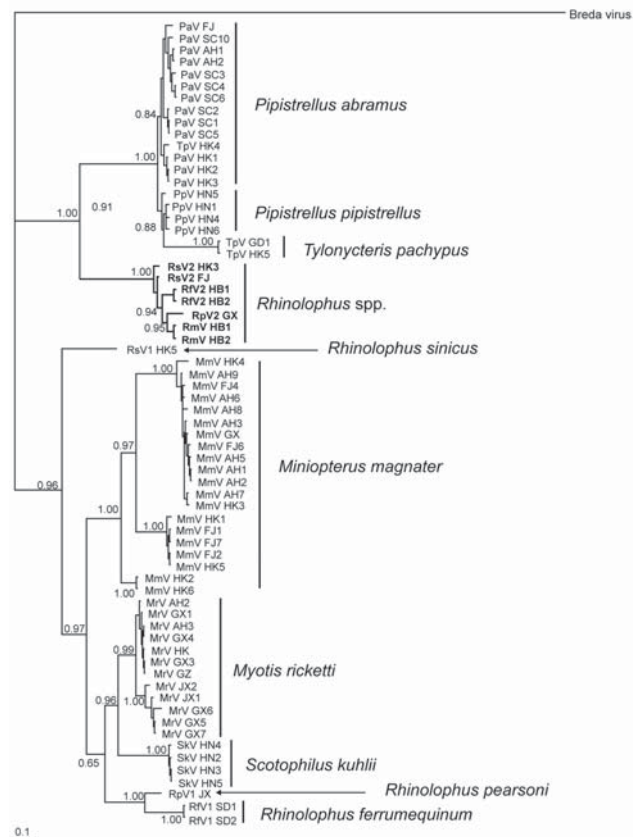 Breda virus
PaV FJ
PaV SC10
PaV AH1
PaV AH2
PaV SC3
PaV SC4
PaV SC6
Pipistrellus abramus
0.84
PaV SC2
PaV SC1
PaV SC5
TpV HK4
1.00
PaV HK1
PaV HK2
PaV HK3
PpV HN5
PpV HN1
PpV HN4
PpV HN6
Pipistrellus pipistrellus
1.00
0.91
0.88
1.00
TpV GD1
TpV HK5
Tylonycteris pachypus
1.00
RsV2 HK3
RsV2 FJ
RfV2 HB1
RfV2 HB2
Rhinolophus spp.
0.94
RpV2 GX
0.95
RmV HB1
RmV HB2
RsV1 HK5
Rhinolophus sinicus
MmV HK4
1.00
MmV AH9
MmV FJ4
MmV AH6
MmV AH8
MmV AH3
MmV GX
0.97
MmV FJ6
MmV AH5
MmV AH1
MmV AH2
MmV AH7
MmV HK3
Miniopterus magnater
0.96
MmV HK1
1.00
MmV FJ1
MmV FJ7
MmV FJ2
MmV HK5
MmV HK2
1.00
MmV HK6
MrV AH2
MrV GX1
MrV AH3
MrV GX4
0.97
MrV HK
0.99
MrV GX3
MrV GZ
Myotis ricketti
MrV JX2
0.96
1.00
MrV JX1
MrV GX6
MrV GX5
MrV GX7
1.00
SkV HN4
SkV HN2
SkV HN3
SkV HN5
Scotophilus kuhlii
0.65
1.00
RpV1 JX
Rhinolophus pearsoni
1.00
RfV1 SD1
RfV1 SD2
Rhinolophus ferrumequinum
0.1